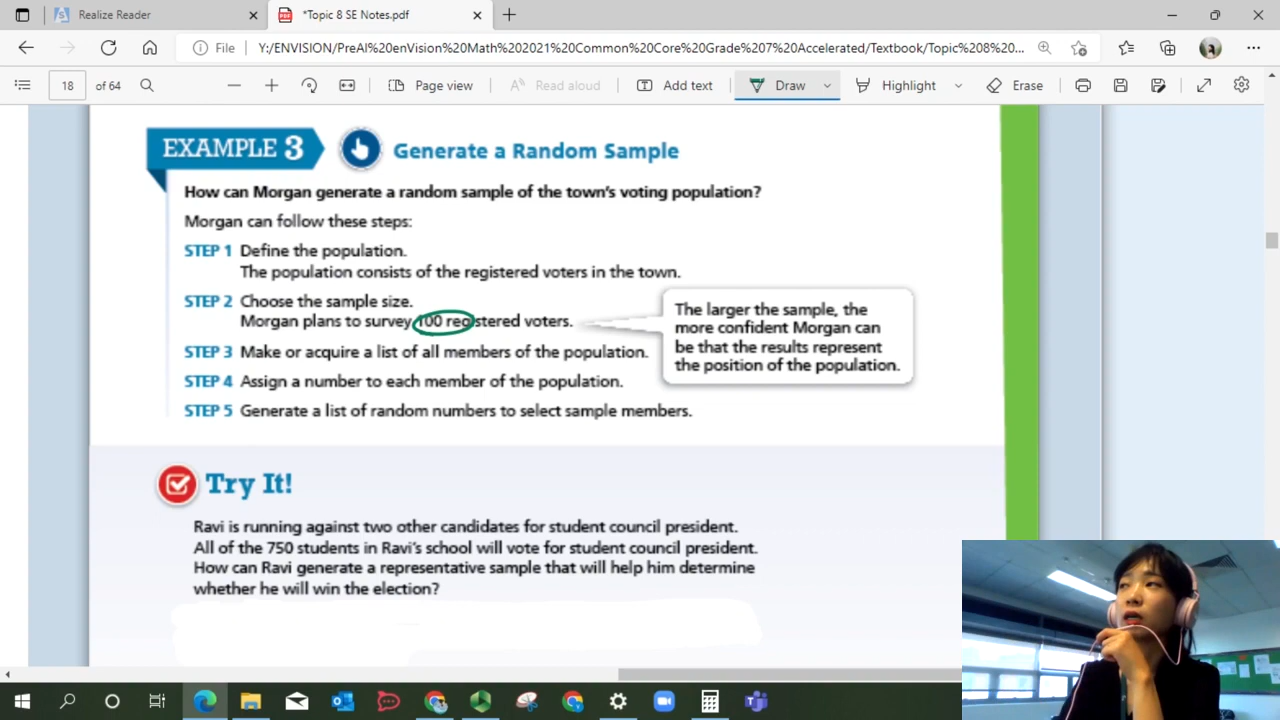 Realize Reader
*Topic 8 SE Notes.pdf
File
Y:/ENVISION/PreAI%20enVision%20Math%202021%20Common%20Core%20Grade%207%20Accelerated/Textbook/Topic%208%20...
18 of 64
Page view
Read aloud
Add text
Draw
Highlight
Erase
EXAMPLE 3 Generate a Random Sample
How can Morgan generate a random sample of the town's voting population?
Morgan can follow these steps:
STEP 1 Define the population.
The population consists of the registered voters in the town.
STEP 2 Choose the sample size.
Morgan plans to survey 100 registered voters.
The larger the sample, the
more confident Morgan can
be that the results represent
the position of the population.
STEP 3 Make or acquire a list of all members of the population.
STEP 4 Assign a number to each member of the population.
STEP 5 Generate a list of random numbers to select sample members.
Try It!
Ravi is running against two other candidates for student council president.
All of the 750 students in Ravi's school will vote for student council president.
How can Ravi generate a representative sample that will help him determine
whether he will win the election?